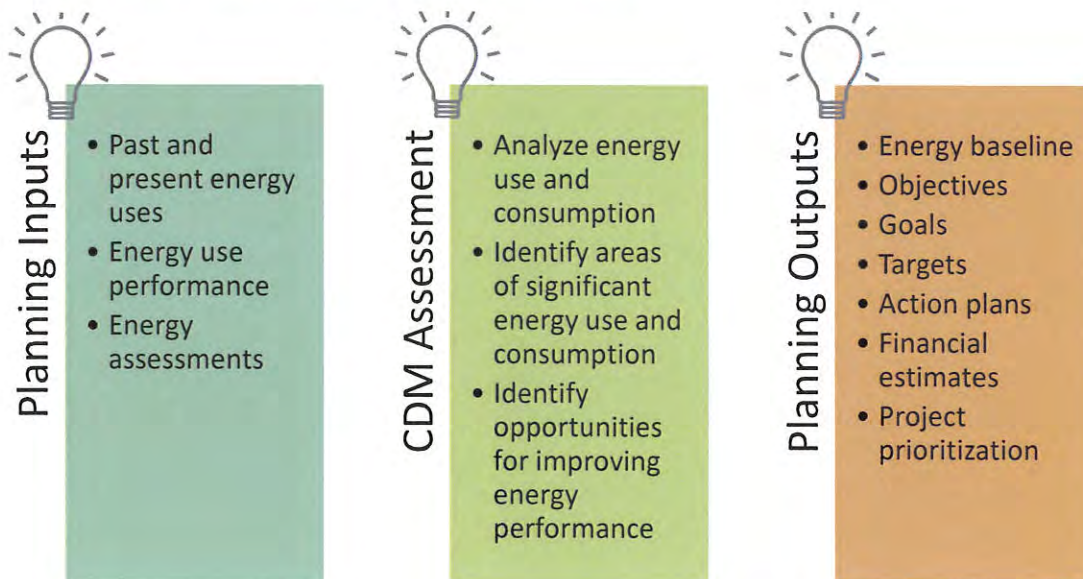 Planning Inputs
• Past and
present energy
uses
• Energy use
performance
• Energy
assessments
CDM Assessment
• Analyze energy
use and
consumption
• Identify areas
of significant
energy use and
consumption
• Identify
opportunities
for improving
energy
performance
Planning Outputs
• Energy baseline
• Objectives
• Goals
• Targets
• Action plans
• Financial
estimates
• Project
prioritization